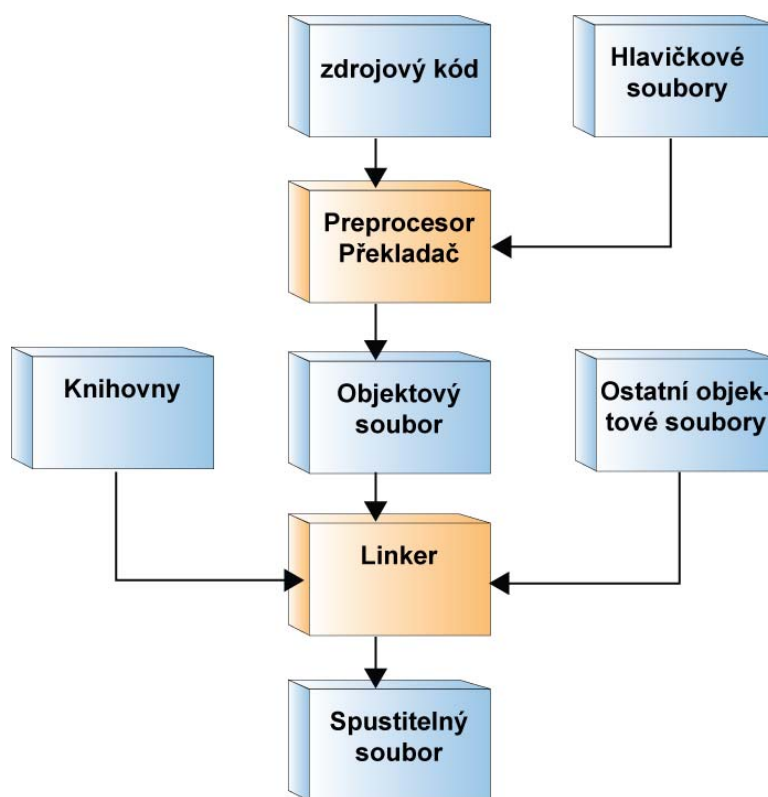 zdrojový kód
Hlavičkové
soubory
Preprocesor
Překladač
Knihovny
Objektový
soubor
Ostatní objek-
tové soubory
Linker
Spustitelný
soubor